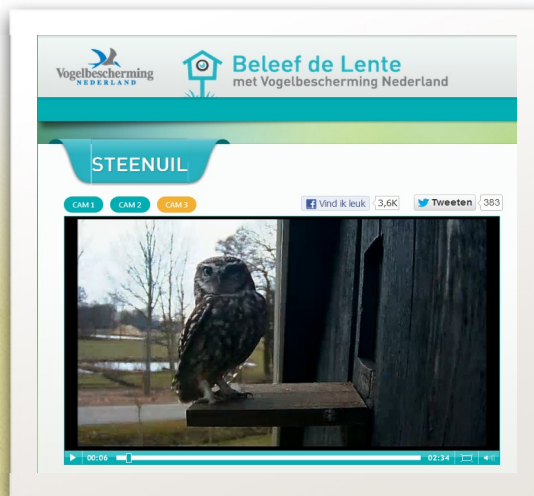 Vogelbescherming
NEDERLAND
Beleef de Lente
met Vogelbescherming Nederland
STEENUIL
CAM 1 CAM 2 CAM 3 Vind ik leuk 3,6K Tweeten 383
00:06 02:34